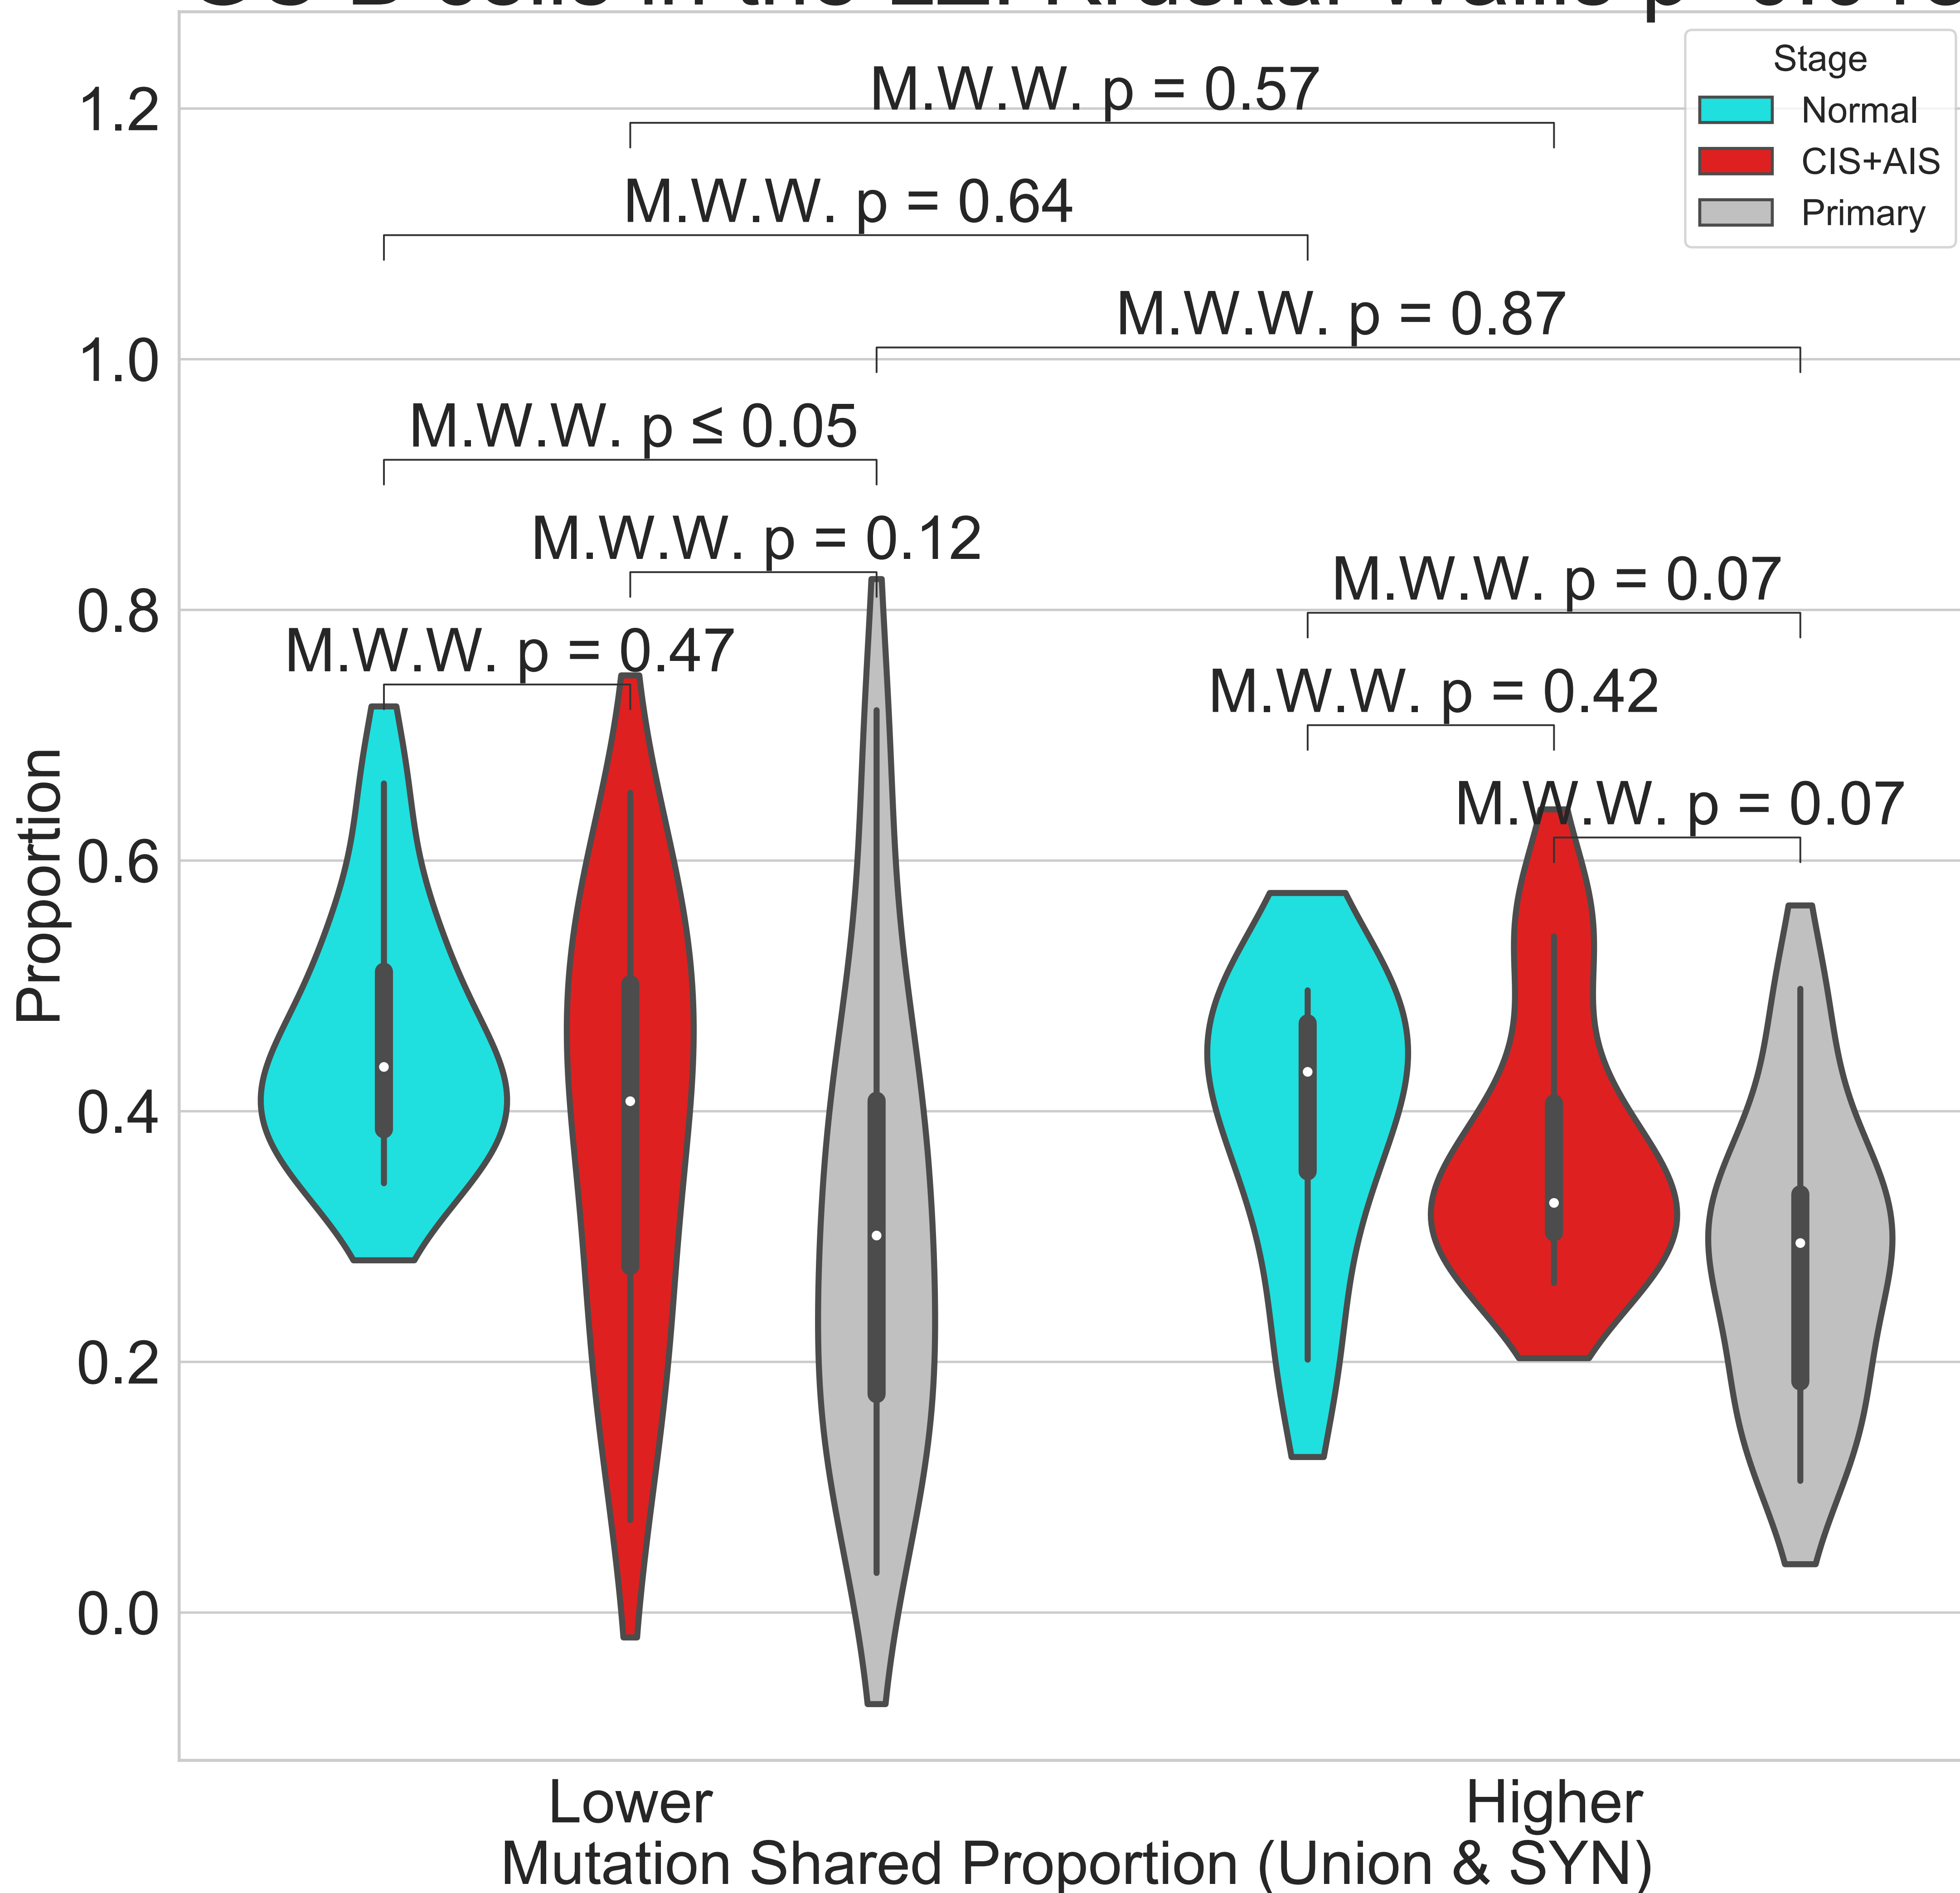 Stage
Normal
CIS+AIS
Primary
M.W.W. p = 0.57
M.W.W. p = 0.64
M.W.W. p = 0.87
M.W.W. p ≤ 0.05
M.W.W. p = 0.12
M.W.W. p = 0.47
M.W.W. p = 0.07
M.W.W. p = 0.42
M.W.W. p = 0.07
1.2
1.0
0.8
0.6
0.4
0.2
0.0
Proportion
Lower
Higher
Mutation Shared Proportion (Union & SYN)